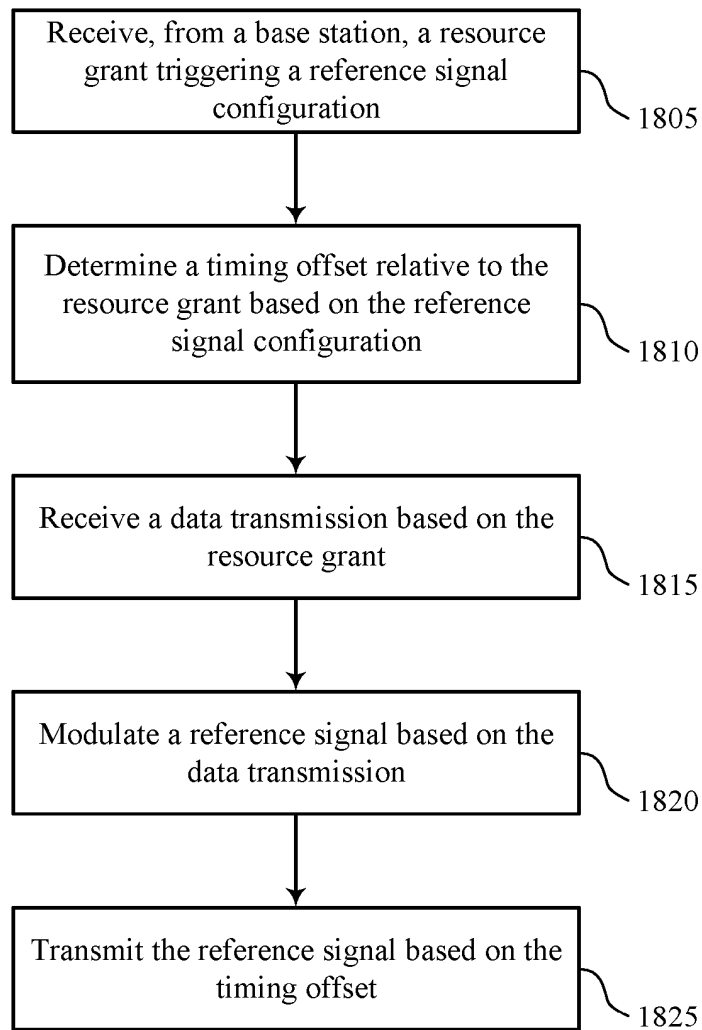 Receive, from a base station, a resource
grant triggering a reference signal
configuration
1805
Determine a timing offset relative to the
resource grant based on the reference
signal configuration
1810
Receive a data transmission based on the
resource grant
1815
Modulate a reference signal based on the
data transmission
1820
Transmit the reference signal based on the
timing offset
1825